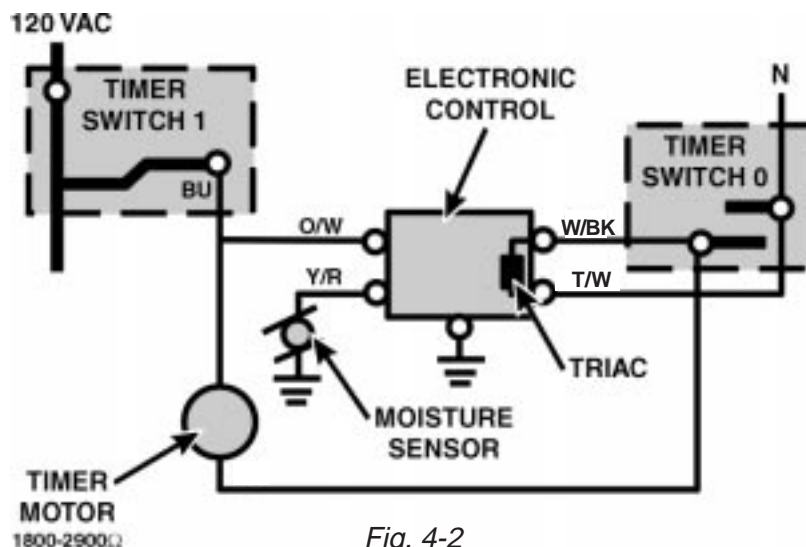 120 VAC
TIMER
SWITCH 1
BU
ELECTRONIC
CONTROL
N
TIMER
SWITCH 0
O/W
W/BK
Y/R
T/W
TRIAC
MOISTURE
SENSOR
TIMER
MOTOR
1800-2900Ω
Fig. 4-2